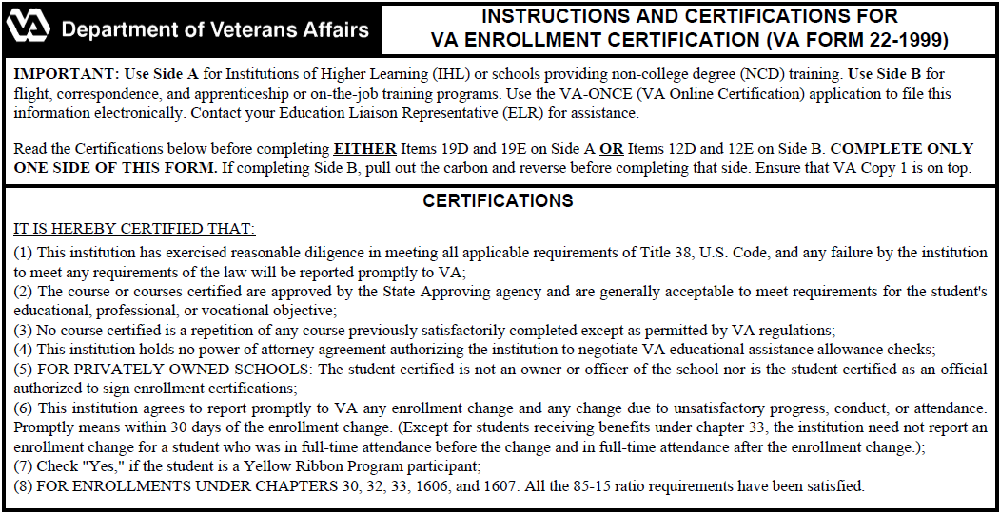 VA Department of Veterans Affairs
INSTRUCTIONS AND CERTIFICATIONS FOR
VA ENROLLMENT CERTIFICATION (VA FORM 22-1999)
IMPORTANT: Use Side A for Institutions of Higher Learning (IHL) or schools providing non-college degree (NCD) training. Use Side B for
flight, correspondence, and apprenticeship or on-the-job training programs. Use the VA-ONCE (VA Online Certification) application to file this
information electronically. Contact your Education Liaison Representative (ELR) for assistance.
Read the Certifications below before completing EITHER Items 19D and 19E on Side A OR Items 12D and 12E on Side B. COMPLETE ONLY
ONE SIDE OF THIS FORM. If completing Side B, pull out the carbon and reverse before completing that side. Ensure that VA Copy 1 is on top.
CERTIFICATIONS
IT IS HEREBY CERTIFIED THAT:
(1) This institution has exercised reasonable diligence in meeting all applicable requirements of Title 38, U.S. Code, and any failure by the institution
to meet any requirements of the law will be reported promptly to VA;
(2) The course or courses certified are approved by the State Approving agency and are generally acceptable to meet requirements for the student's
educational, professional, or vocational objective;
(3) No course certified is a repetition of any course previously satisfactorily completed except as permitted by VA regulations;
(4) This institution holds no power of attorney agreement authorizing the institution to negotiate VA educational assistance allowance checks;
(5) FOR PRIVATELY OWNED SCHOOLS: The student certified is not an owner or officer of the school nor is the student certified as an official
authorized to sign enrollment certifications;
(6) This institution agrees to report promptly to VA any enrollment change and any change due to unsatisfactory progress, conduct, or attendance.
Promptly means within 30 days of the enrollment change. (Except for students receiving benefits under chapter 33, the institution need not report an
enrollment change for a student who was in full-time attendance before the change and in full-time attendance after the enrollment change.);
(7) Check "Yes," if the student is a Yellow Ribbon Program participant;
(8) FOR ENROLLMENTS UNDER CHAPTERS 30, 32, 33, 1606, and 1607: All the 85-15 ratio requirements have been satisfied.